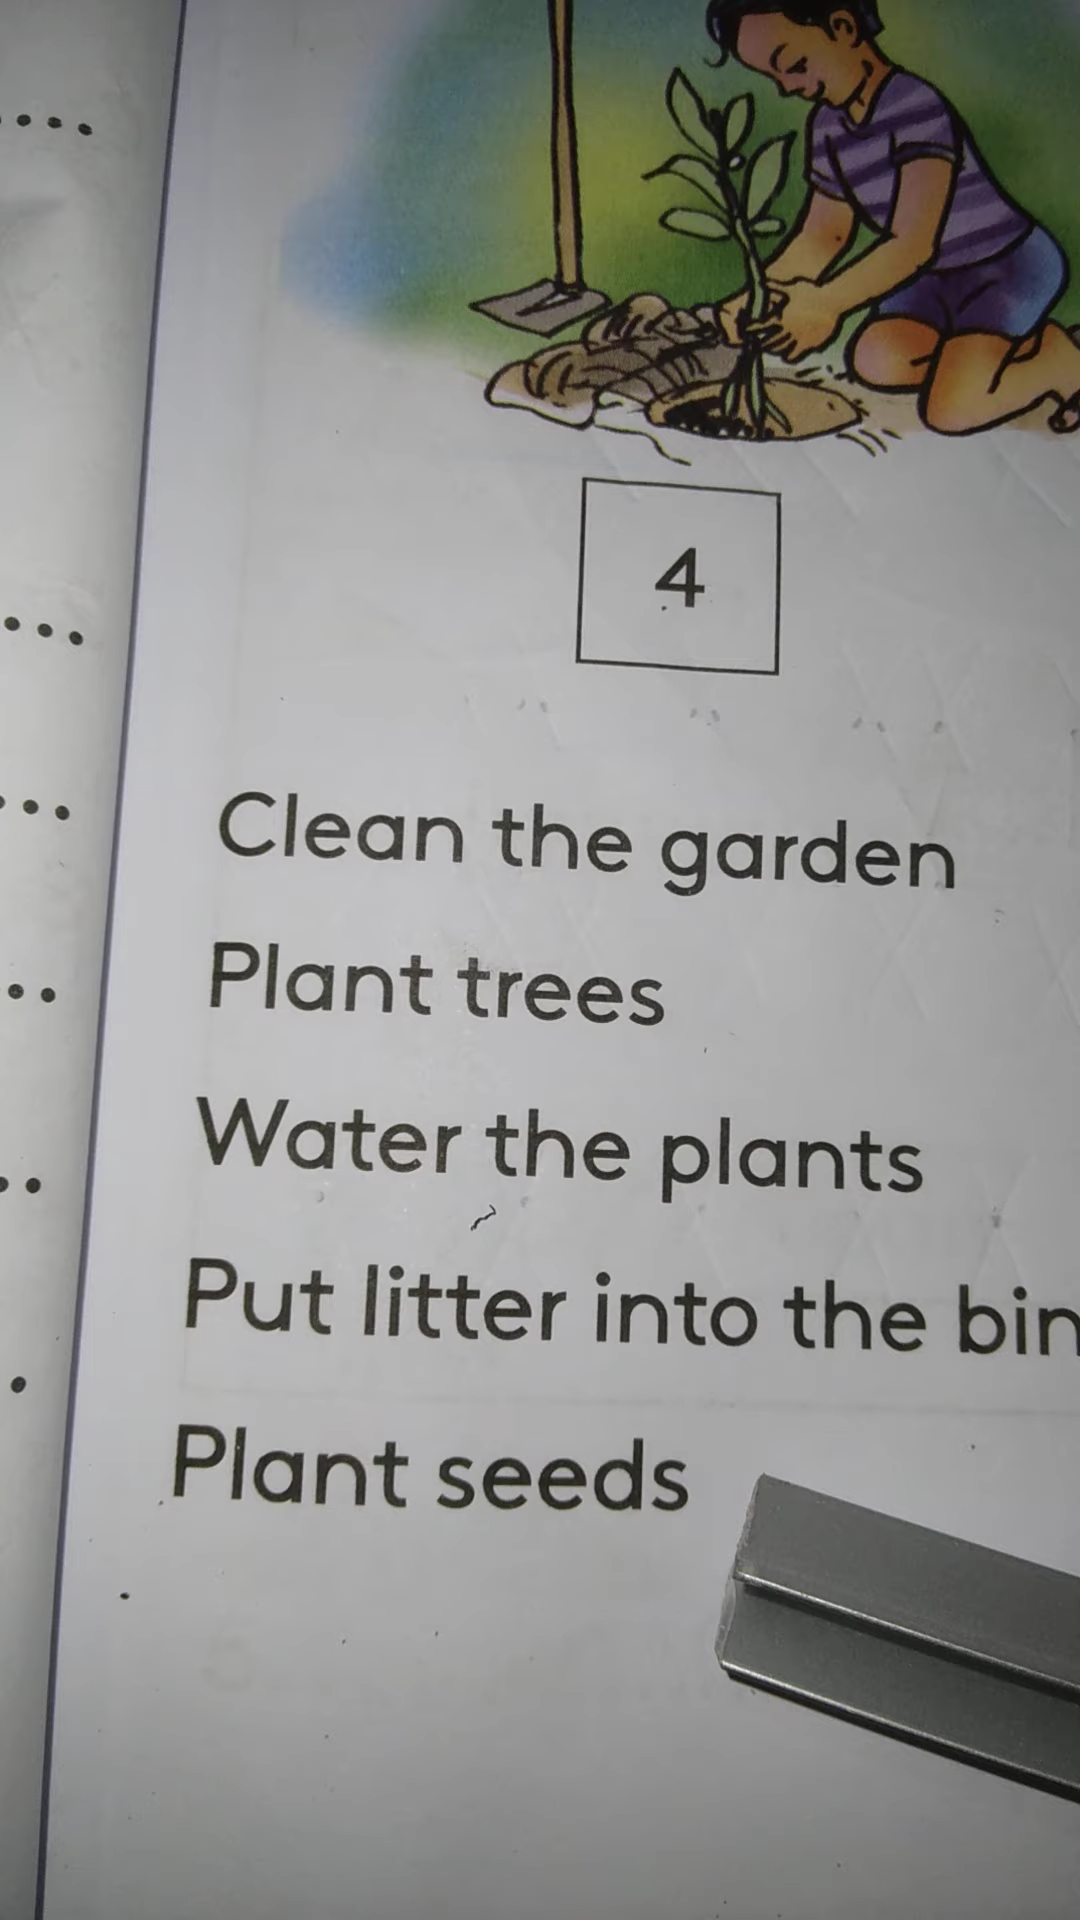 4
Clean the garden
Plant trees
Water the plants
Put litter into the bin
Plant seeds